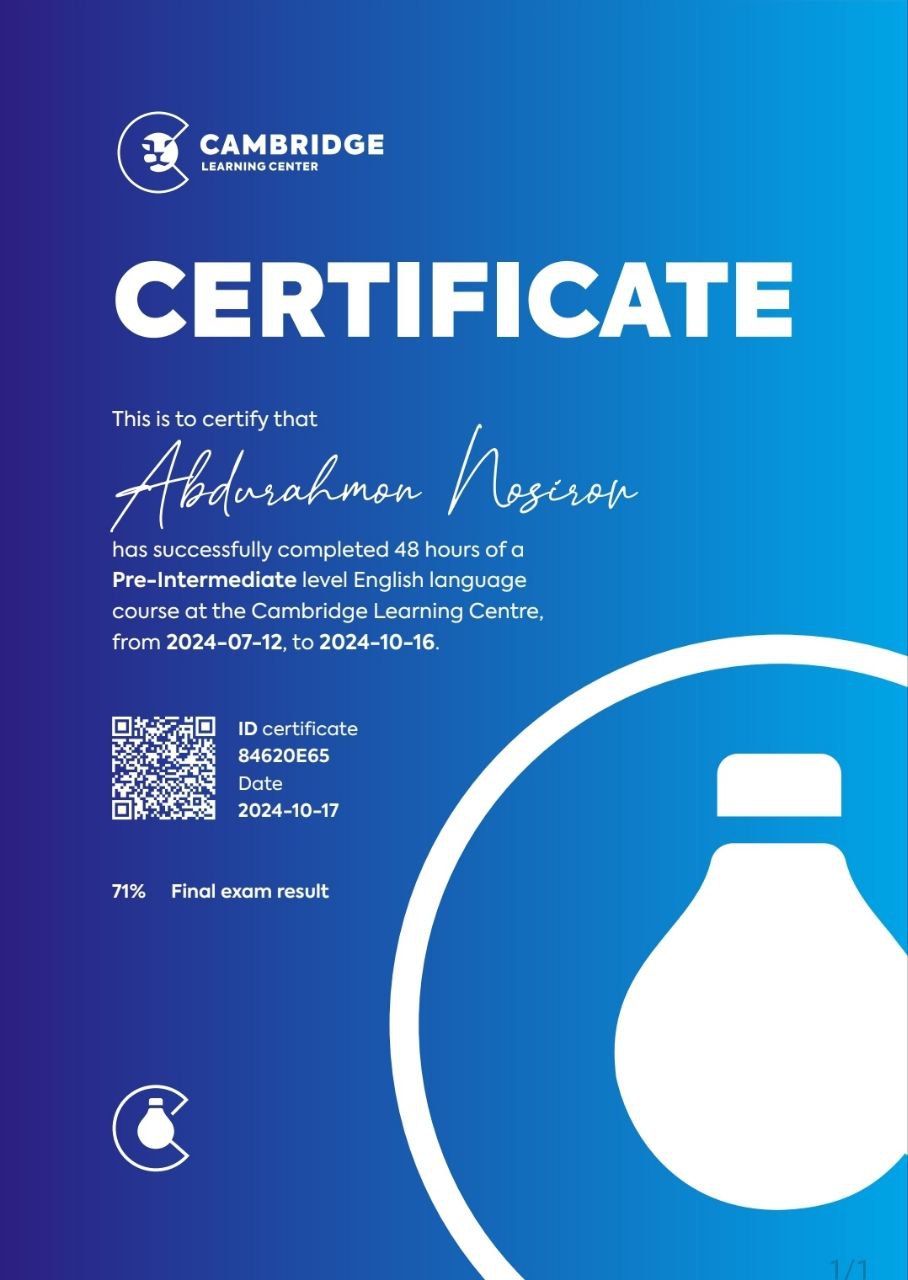 CAMBRIDGE
LEARNING CENTER
CERTIFICATE
This is to certify that
Abdurahmon Nosirov
has successfully completed 48 hours of a
Pre-Intermediate level English language
course at the Cambridge Learning Centre,
from 2024-07-12, to 2024-10-16.
ID certificate
84620E65
Date
2024-10-17
71% Final exam result
1/1